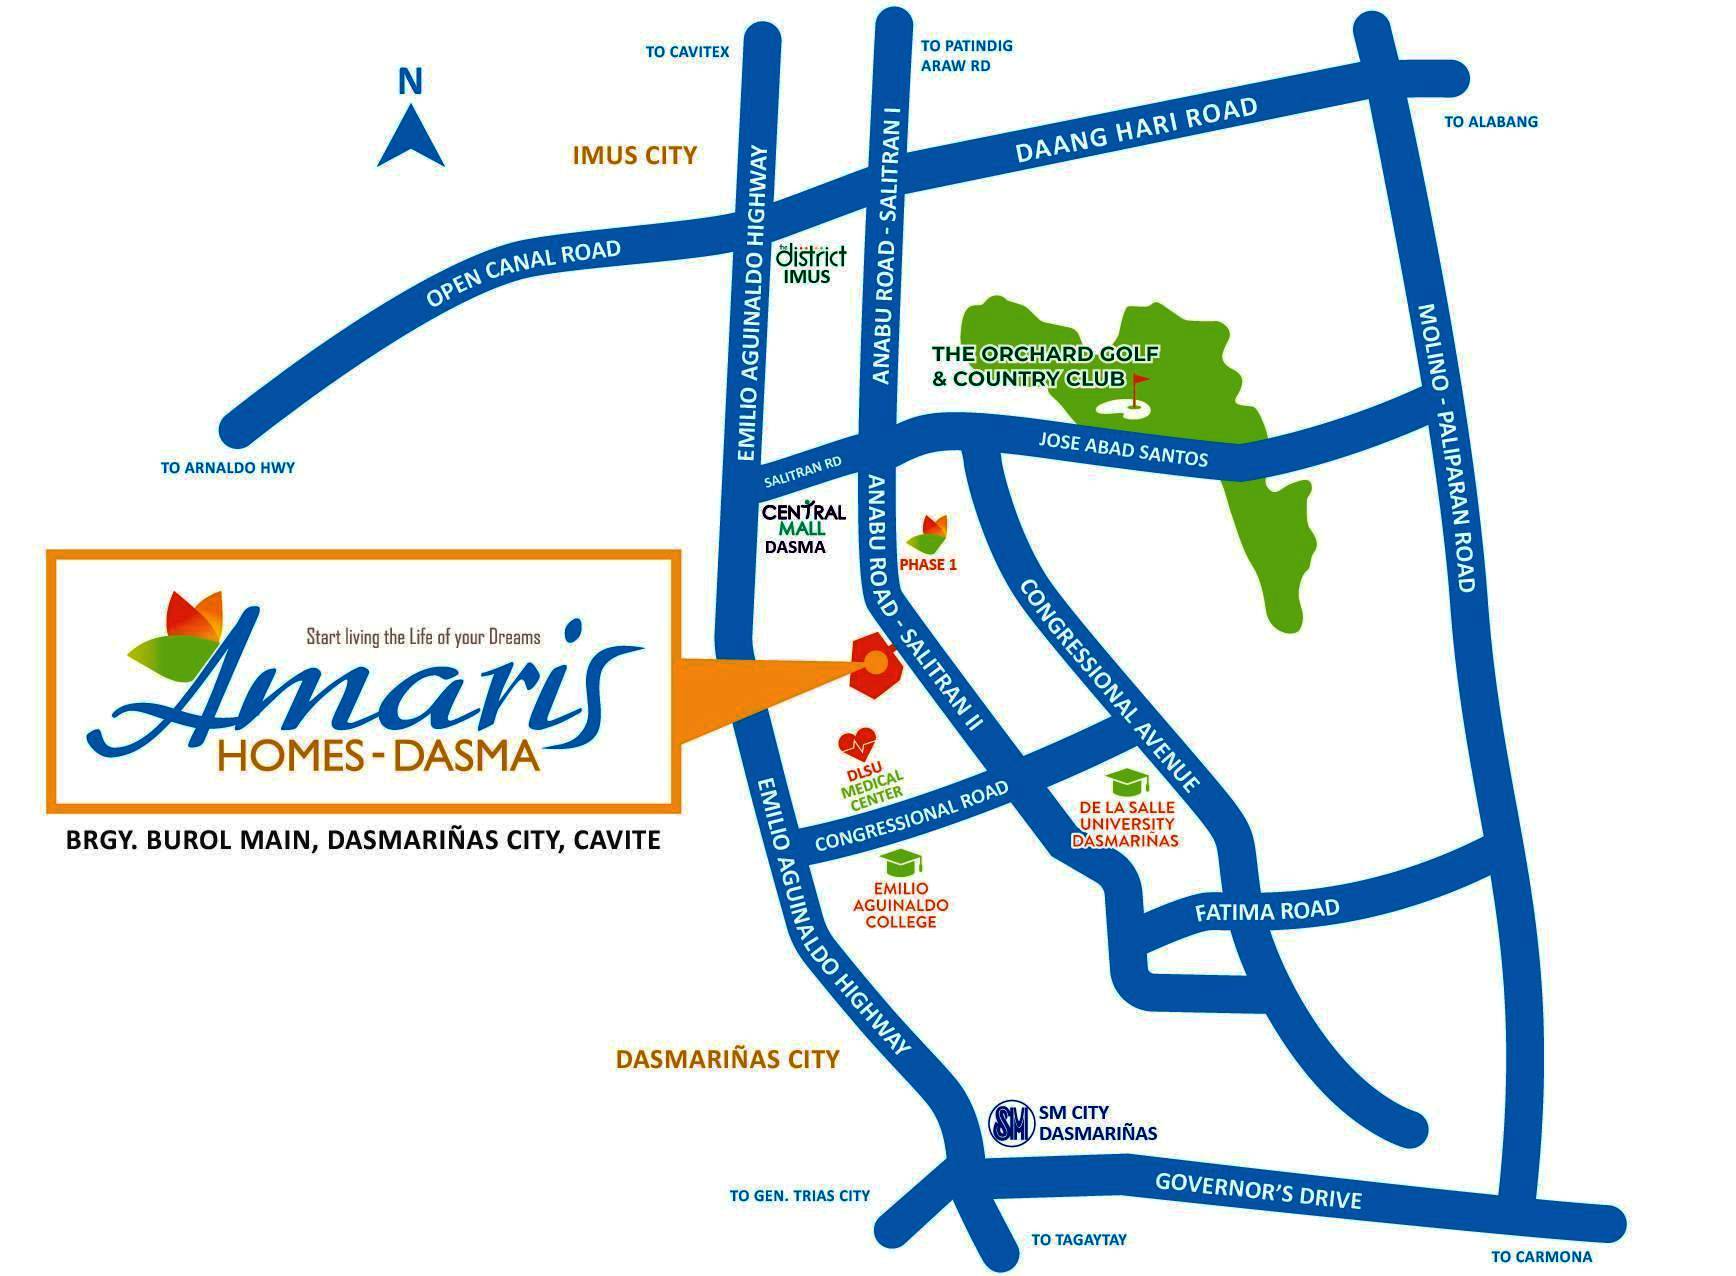 TO CAVITEX
TO PATINDIG
ARAW RD
N
IMUS CITY
DAANG HARI ROAD
TO ALABANG
EMILIO AGUINALDO HIGHWAY
ANABU ROAD - SALITRAN I
OPEN CANAL ROAD
the
district
IMUS
MOLINO - PALIPARAN ROAD
THE ORCHARD GOLF
& COUNTRY CLUB
TO ARNALDO HWY
SALITRAN RD
JOSE ABAD SANTOS
CENTRAL
MALL
DASMA
ANABU ROAD - SALITRAN II
PHASE 1
CONGRESSIONAL AVENUE
Start living the Life of your Dreams
Amaris
HOMES - DASMA
BRGY. BUROL MAIN, DASMARIÑAS CITY, CAVITE
DLSU
MEDICAL
CENTER
CONGRESSIONAL ROAD
DE LA SALLE
UNIVERSITY
DASMARIÑAS
EMILIO AGUINALDO HIGHWAY
EMILIO
AGUINALDO
COLLEGE
FATIMA ROAD
DASMARIÑAS CITY
SM
SM CITY
DASMARIÑAS
TO GEN. TRIAS CITY
GOVERNOR'S DRIVE
TO TAGAYTAY
TO CARMONA